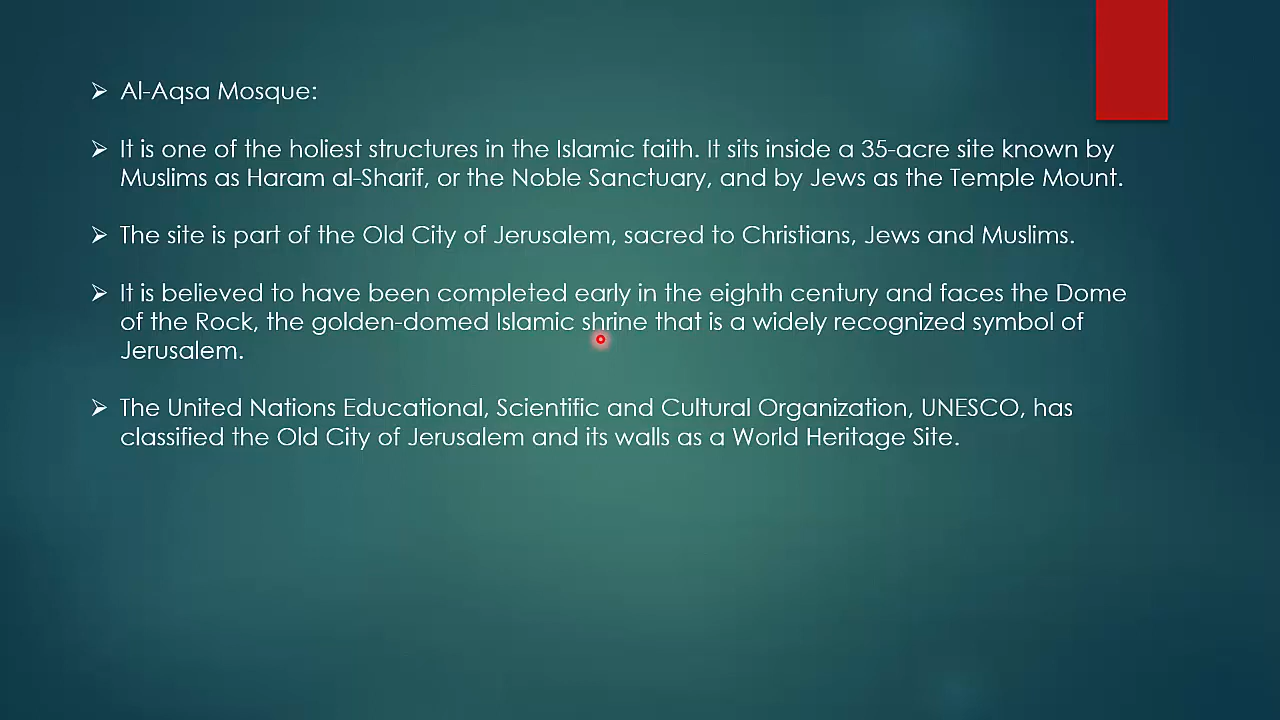 Al-Aqsa Mosque:
It is one of the holiest structures in the Islamic faith. It sits inside a 35-acre site known by
Muslims as Haram al-Sharif, or the Noble Sanctuary, and by Jews as the Temple Mount.
The site is part of the Old City of Jerusalem, sacred to Christians, Jews and Muslims.
It is believed to have been completed early in the eighth century and faces the Dome
of the Rock, the golden-domed Islamic shrine that is a widely recognized symbol of
Jerusalem.
The United Nations Educational, Scientific and Cultural Organization, UNESCO, has
classified the Old City of Jerusalem and its walls as a World Heritage Site.